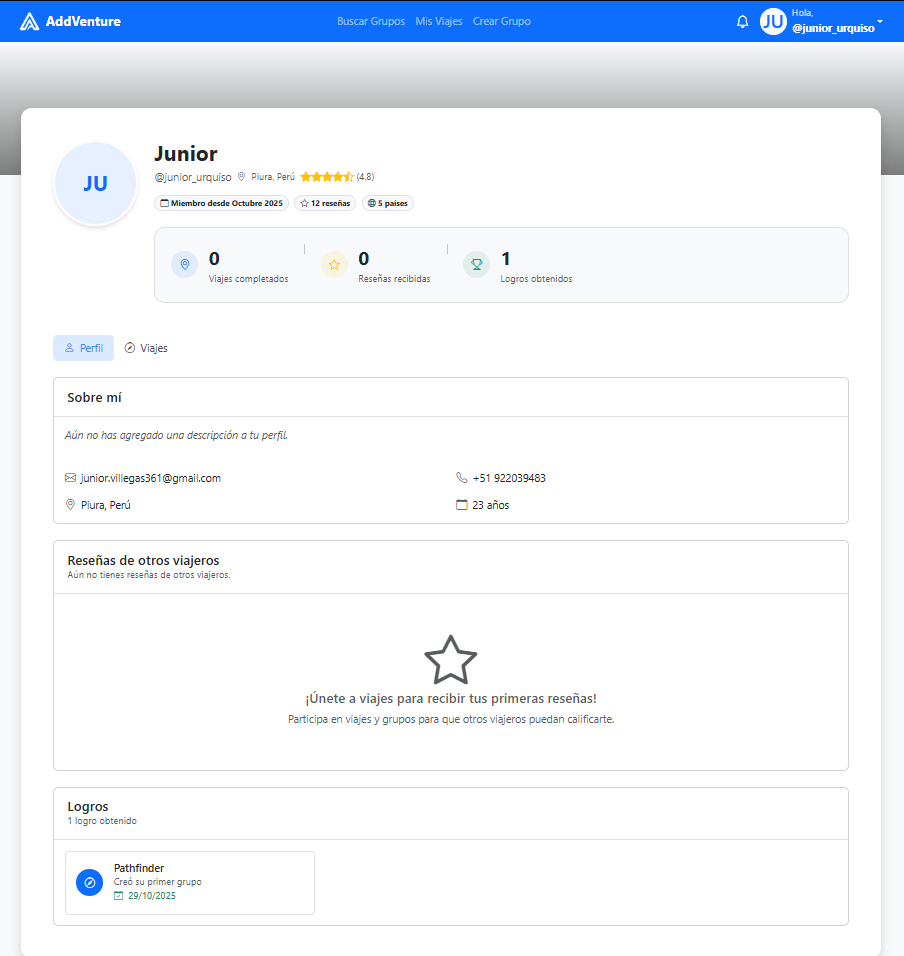 AddVenture
Buscar Grupos Mis Viajes Crear Grupo
JU
Hola,
@junior_urquiso
JU
Junior
@junior_urquiso Piura, Perú (4.8)
Miembro desde Octubre 2025 12 reseñas 5 países
0
Viajes completados
0
Reseñas recibidas
1
Logros obtenidos
Perfil Viajes
Sobre mí
Aún no has agregado una descripción a tu perfil.
junior.villegas361@gmail.com +51 922039483
Piura, Perú 23 años
Reseñas de otros viajeros
Aún no tienes reseñas de otros viajeros.
¡Únete a viajes para recibir tus primeras reseñas!
Participa en viajes y grupos para que otros viajeros puedan calificarte.
Logros
1 logro obtenido
Pathfinder
Creó su primer grupo
29/10/2025